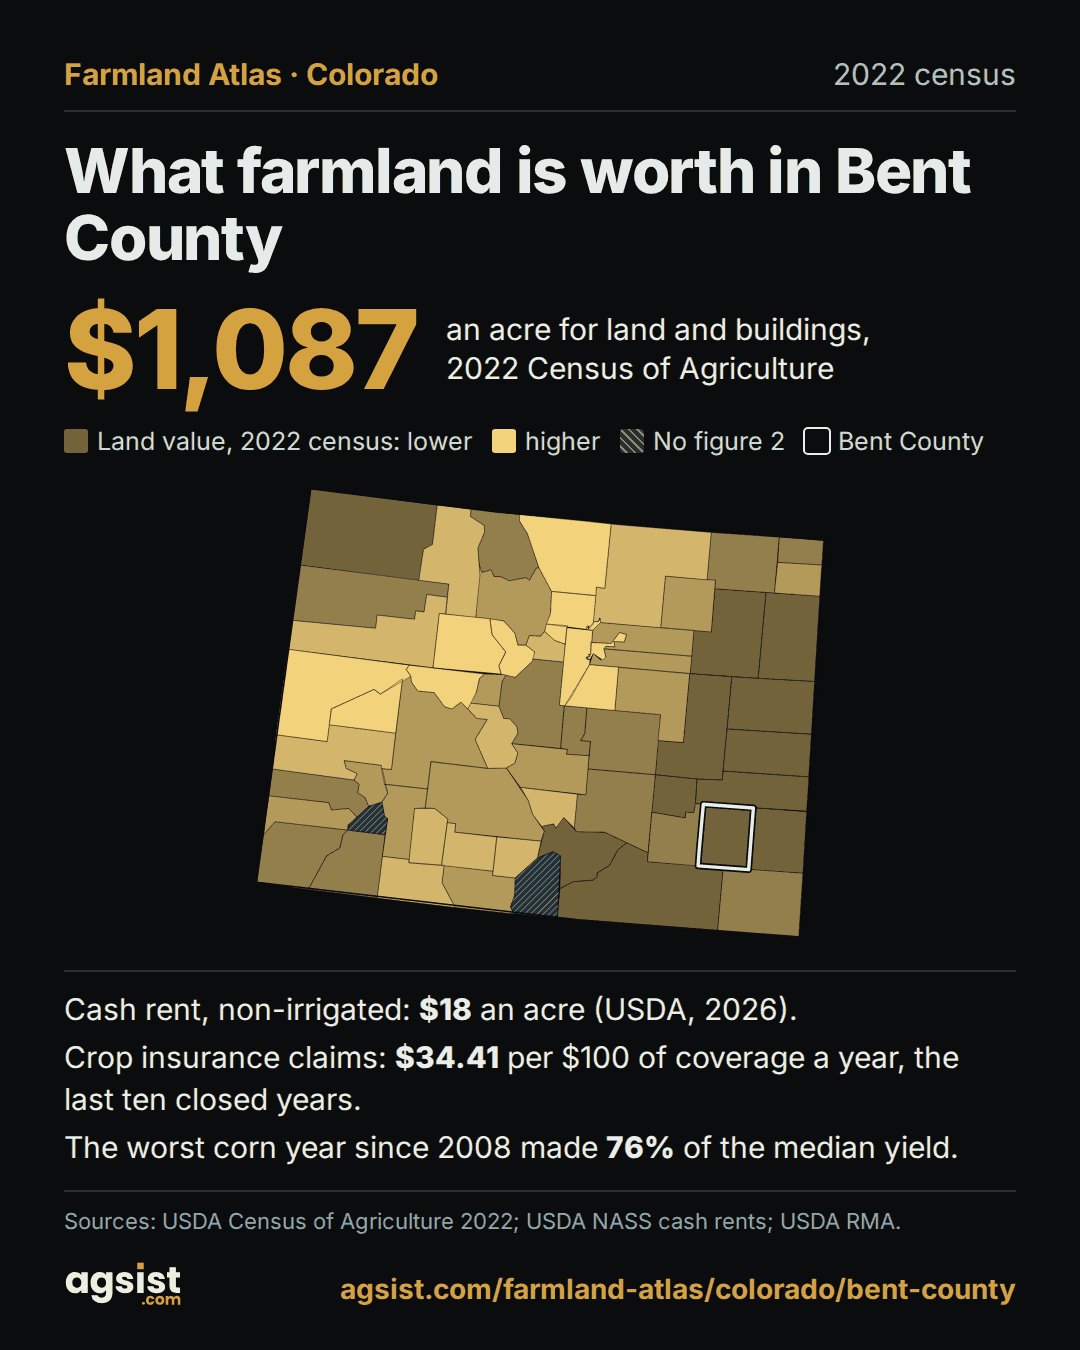 Farmland Atlas · Colorado
2022 census
What farmland is worth in Bent
County
$1,087
an acre for land and buildings,
2022 Census of Agriculture
Land value, 2022 census: lower
higher
No figure 2
Bent County
Cash rent, non-irrigated: $18 an acre (USDA, 2026).
Crop insurance claims: $34.41 per $100 of coverage a year, the
last ten closed years.
The worst corn year since 2008 made 76% of the median yield.
Sources: USDA Census of Agriculture 2022; USDA NASS cash rents; USDA RMA.
agsist
.com
agsist.com/farmland-atlas/colorado/bent-county